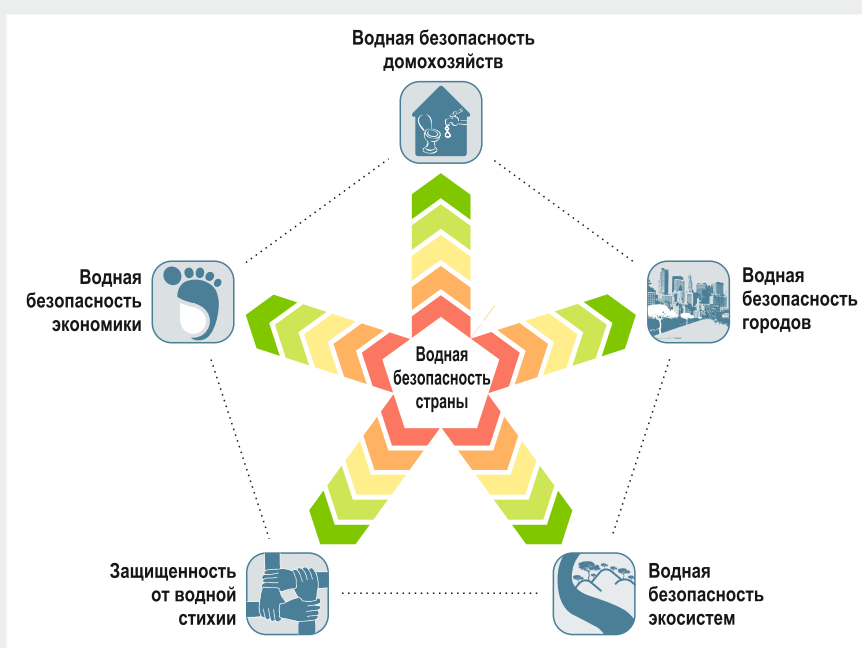 Водная безопасность
домохозяйств
Водная
безопасность
экономики
Водная
безопасность
городов
Водная
безопасность
страны
Защищенность
от водной
стихии
Водная
безопасность
экосистем